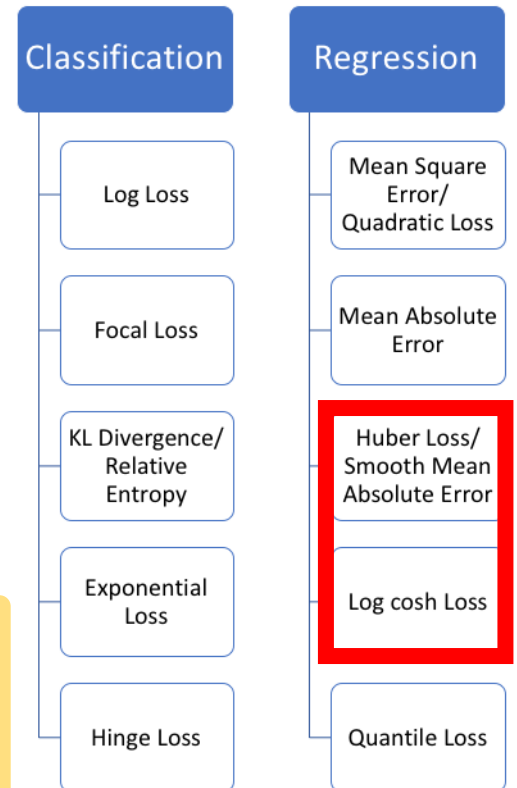 Classification
Log Loss
Focal Loss
KL Divergence/
Relative
Entropy
Exponential
Loss
Hinge Loss
Regression
Mean Square
Error/
Quadratic Loss
Mean Absolute
Error
Huber Loss/
Smooth Mean
Absolute Error
Log cosh Loss
Quantile Loss